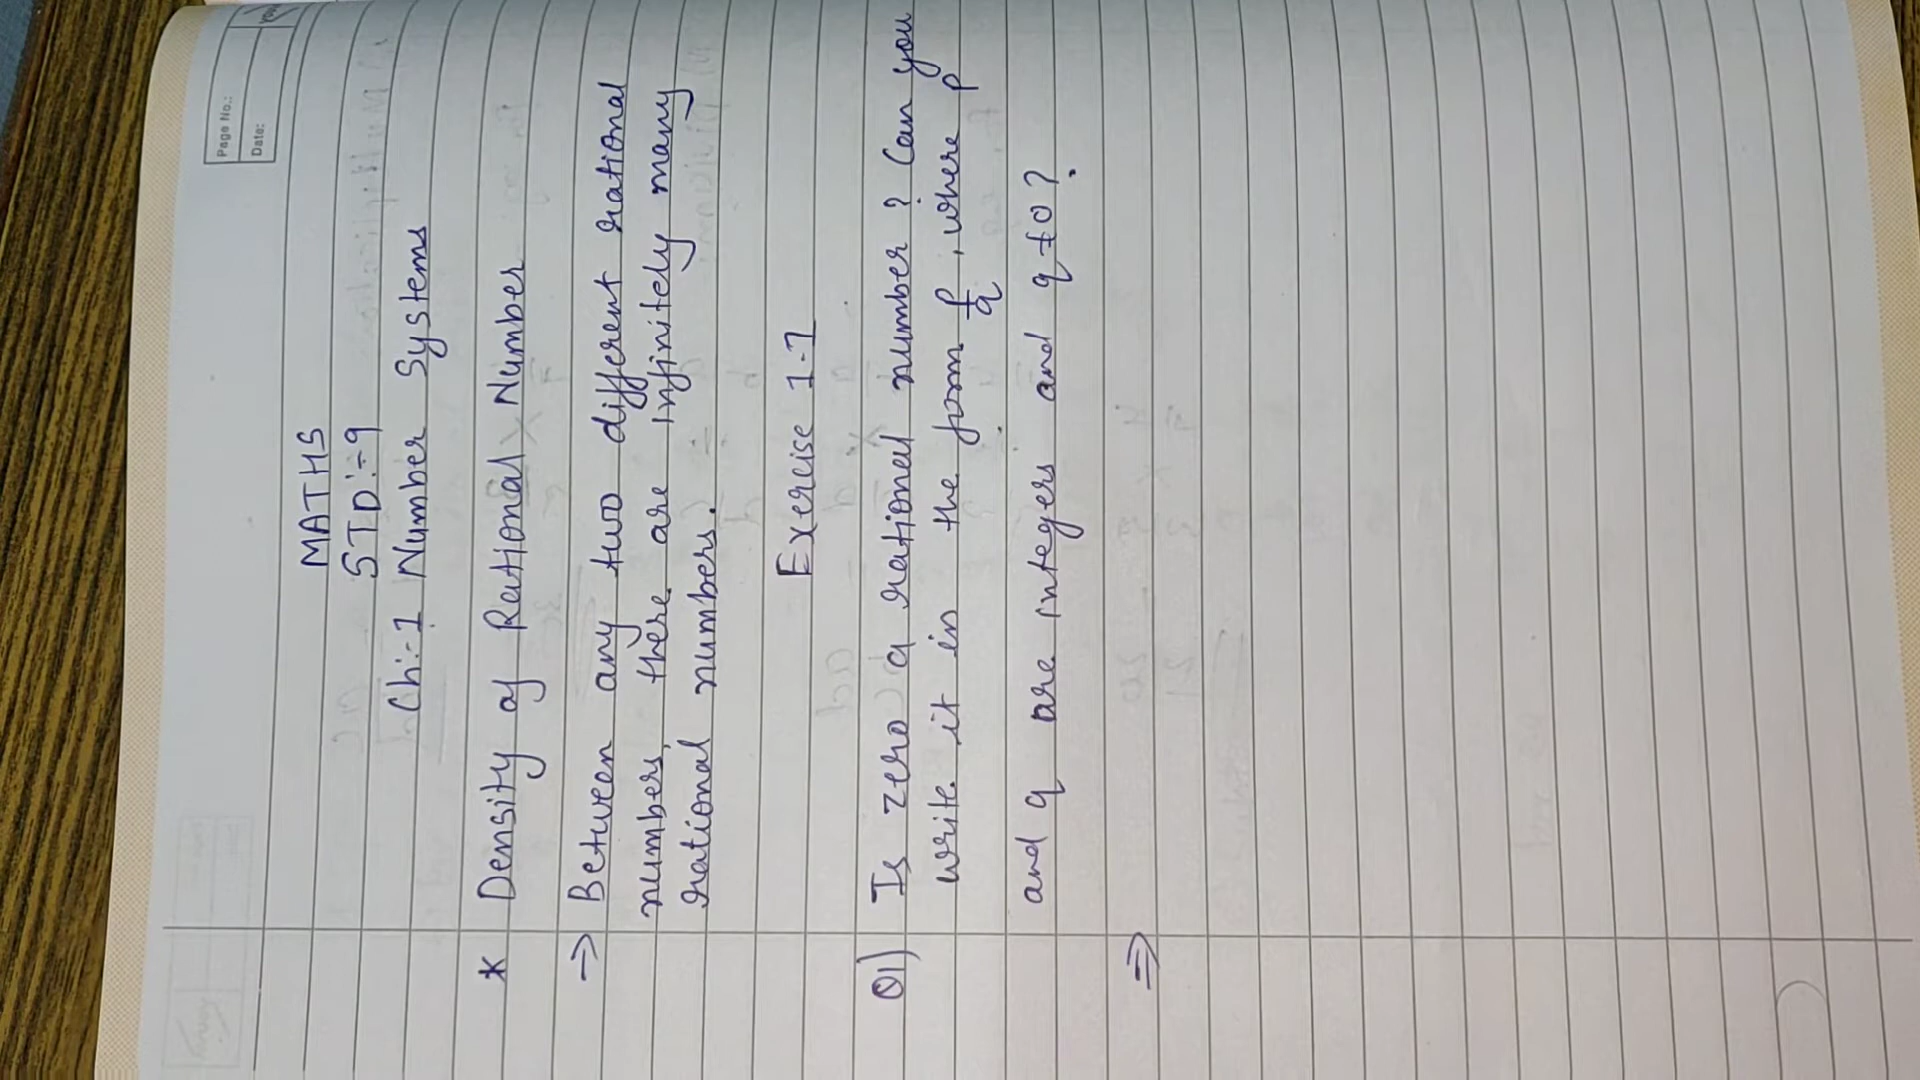 Page No.:
Date:
MATHS
STD:-9
Ch:-1 Number Systems
* Density of Rational Number
⇒ Between any two different rational
numbers, there are infinitely many
rational numbers.
Exercise 1.1
Q1) Is zero a rational number? Can you
write it in the form p/q, where p
and q are integers and q≠0?
⇒